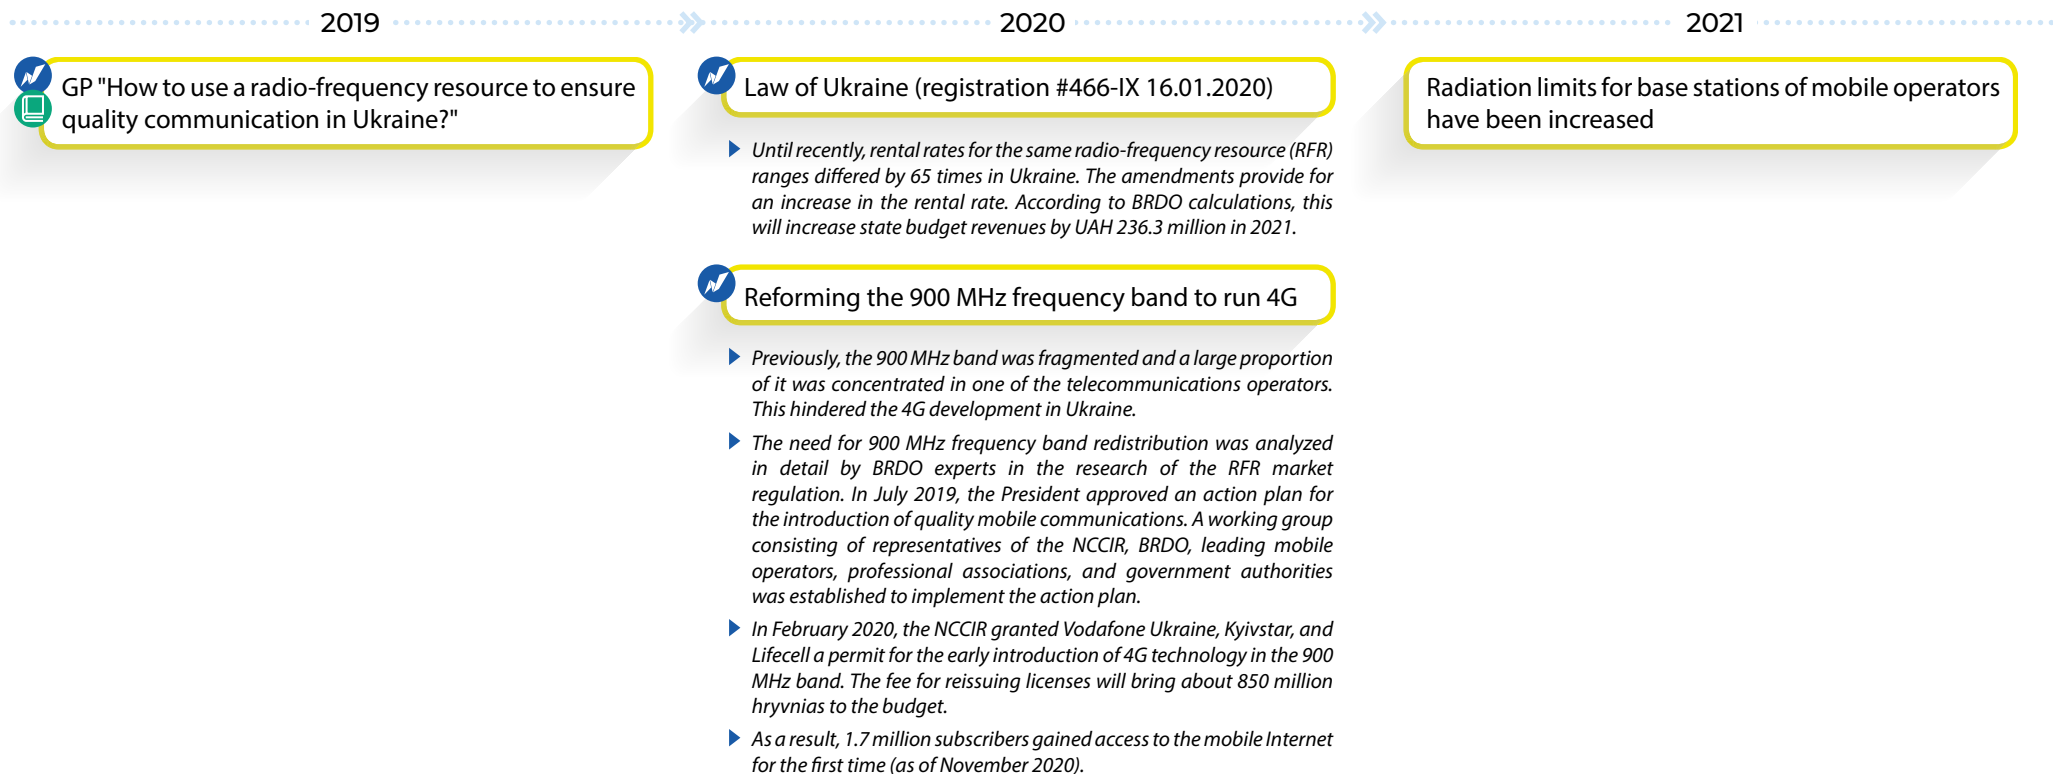 2019
GP "How to use a radio-frequency resource to ensure
quality communication in Ukraine?"
2020
Law of Ukraine (registration #466-IX 16.01.2020)
Until recently, rental rates for the same radio-frequency resource (RFR)
ranges differed by 65 times in Ukraine. The amendments provide for
an increase in the rental rate. According to BRDO calculations, this
will increase state budget revenues by UAH 236.3 million in 2021.
Reforming the 900 MHz frequency band to run 4G
Previously, the 900 MHz band was fragmented and a large proportion
of it was concentrated in one of the telecommunications operators.
This hindered the 4G development in Ukraine.
The need for 900 MHz frequency band redistribution was analyzed
in detail by BRDO experts in the research of the RFR market
regulation. In July 2019, the President approved an action plan for
the introduction of quality mobile communications. A working group
consisting of representatives of the NCCIR, BRDO, leading mobile
operators, professional associations, and government authorities
was established to implement the action plan.
In February 2020, the NCCIR granted Vodafone Ukraine, Kyivstar, and
Lifecell a permit for the early introduction of 4G technology in the 900
MHz band. The fee for reissuing licenses will bring about 850 million
hryvnias to the budget.
As a result, 1.7 million subscribers gained access to the mobile Internet
for the first time (as of November 2020).
2021
Radiation limits for base stations of mobile operators
have been increased